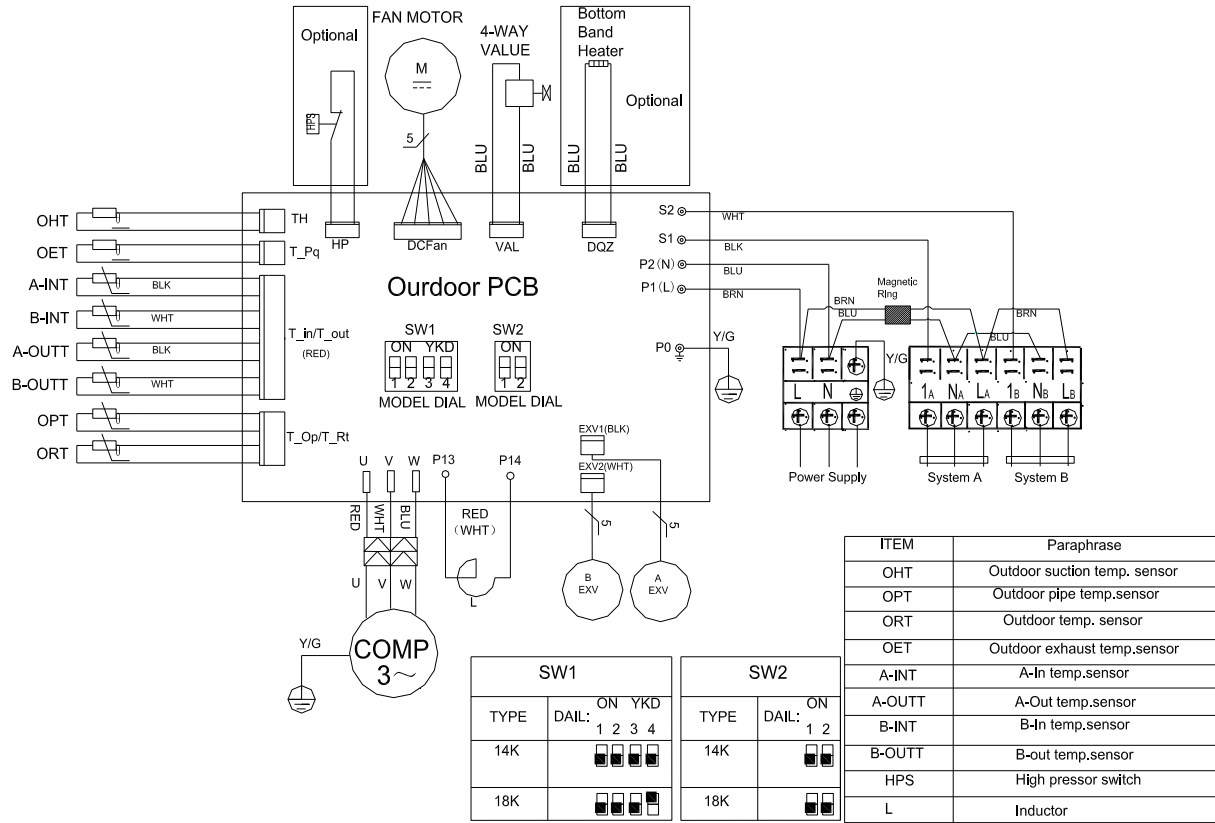 Optional
HPS
HP
FAN MOTOR
M
5
DCFan
4-WAY
VALUE
BLU
BLU
VAL
Bottom
Band
Heater
Optional
BLU
BLU
DQZ
OHT
TH
OET
T_Pq
A-INT
BLK
B-INT
WHT
A-OUTT
BLK
B-OUTT
WHT
T_in/T_out
(RED)
OPT
ORT
T_Op/T_Rt
Ourdoor PCB
SW1
ON YKD
1 2 3 4
MODEL DIAL
SW2
ON
1 2
MODEL DIAL
S2
WHT
S1
BLK
P2(N)
BLU
P1(L)
BRN
P0
Y/G
BRN
BLU
Magnetic
RIng
BRN
BLU
Y/G
L N
1A NA LA 1B NB LB
Power Supply
System A
System B
EXV1(BLK)
EXV2(WHT)
5
5
B
EXV
A
EXV
U V W
RED
WHT
BLU
U V W
COMP
3~
Y/G
P13
P14
RED
(WHT)
L
SW1
TYPE DAIL: ON YKD
1 2 3 4
14K
18K
SW2
TYPE DAIL: ON
1 2
14K
18K
ITEM Paraphrase
OHT Outdoor suction temp. sensor
OPT Outdoor pipe temp.sensor
ORT Outdoor temp. sensor
OET Outdoor exhaust temp.sensor
A-INT A-In temp.sensor
A-OUTT A-Out temp.sensor
B-INT B-In temp.sensor
B-OUTT B-out temp.sensor
HPS High pressor switch
L Inductor